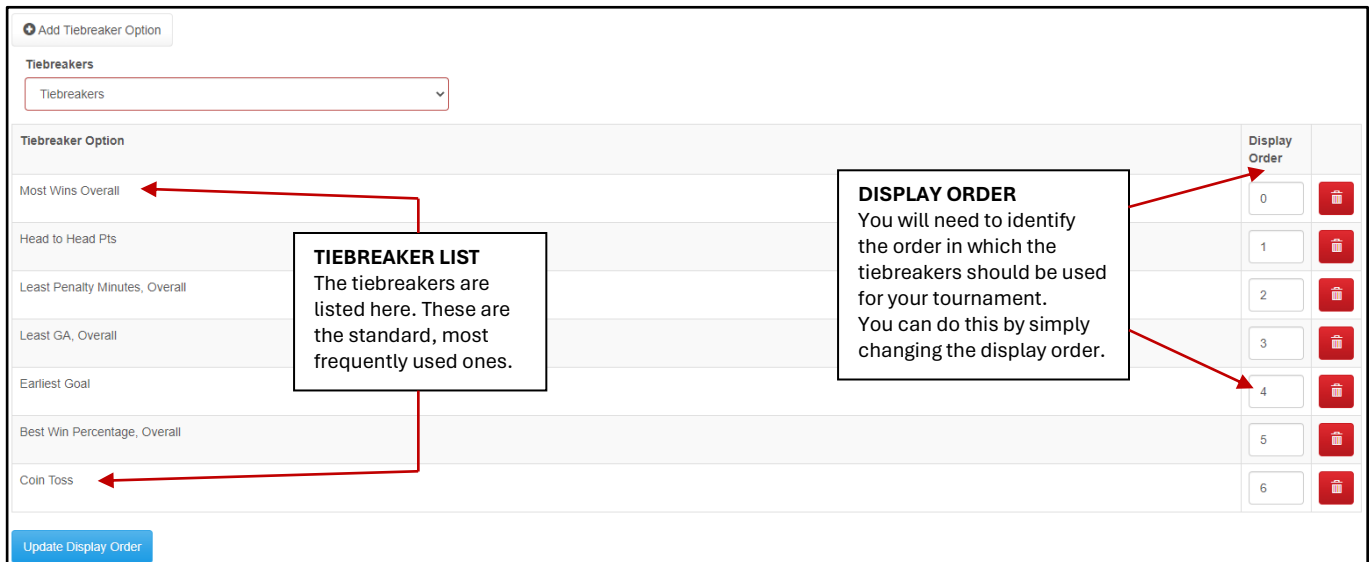 Add Tiebreaker Option
Tiebreakers
Tiebreakers
Tiebreaker Option
Display
Order
Most Wins Overall
0
Head to Head Pts
1
Least Penalty Minutes, Overall
2
Least GA, Overall
3
Earliest Goal
4
Best Win Percentage, Overall
5
Coin Toss
6
TIEBREAKER LIST
The tiebreakers are
listed here. These are
the standard, most
frequently used ones.
DISPLAY ORDER
You will need to identify
the order in which the
tiebreakers should be used
for your tournament.
You can do this by simply
changing the display order.
Update Display Order